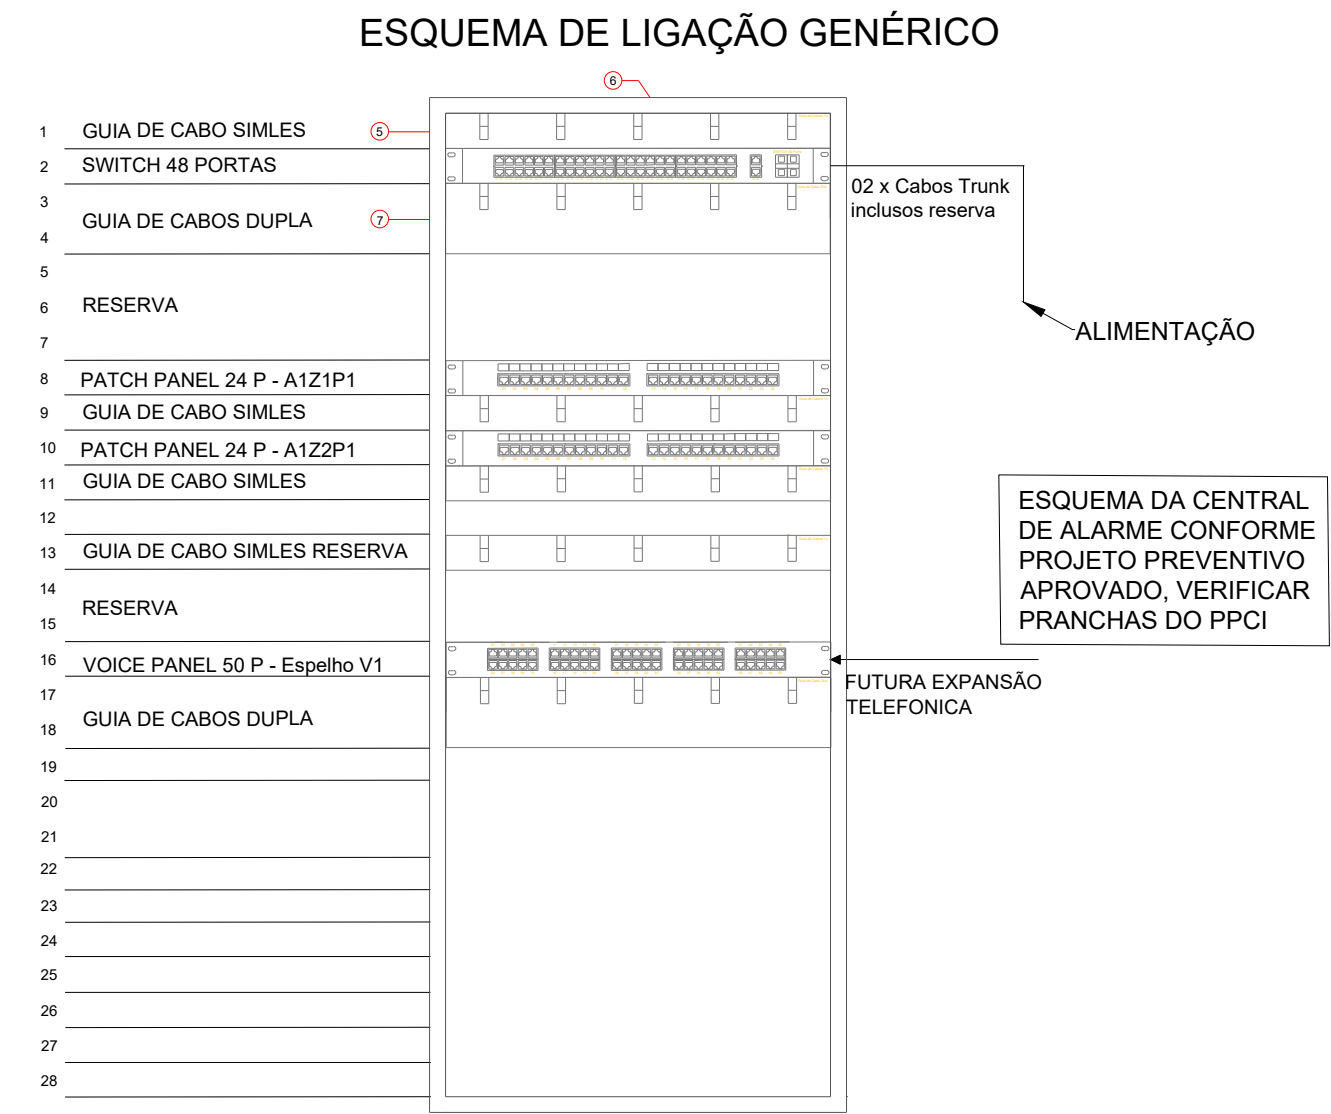 ESQUEMA DE LIGAÇÃO GENÉRICO
6
1 GUIA DE CABO SIMLES 5
2 SWITCH 48 PORTAS
02 x Cabos Trunk
inclusos reserva
3
GUIA DE CABOS DUPLA 7
4
5
6 RESERVA
7
ALIMENTAÇÃO
8 PATCH PANEL 24 P - A1Z1P1
9 GUIA DE CABO SIMLES
10 PATCH PANEL 24 P - A1Z2P1
11 GUIA DE CABO SIMLES
12
13 GUIA DE CABO SIMLES RESERVA
ESQUEMA DA CENTRAL
DE ALARME CONFORME
PROJETO PREVENTIVO
APROVADO, VERIFICAR
PRANCHAS DO PPCI
14
RESERVA
15
16 VOICE PANEL 50 P - Espelho V1
FUTURA EXPANSÃO
TELEFONICA
17
GUIA DE CABOS DUPLA
18
19
20
21
22
23
24
25
26
27
28